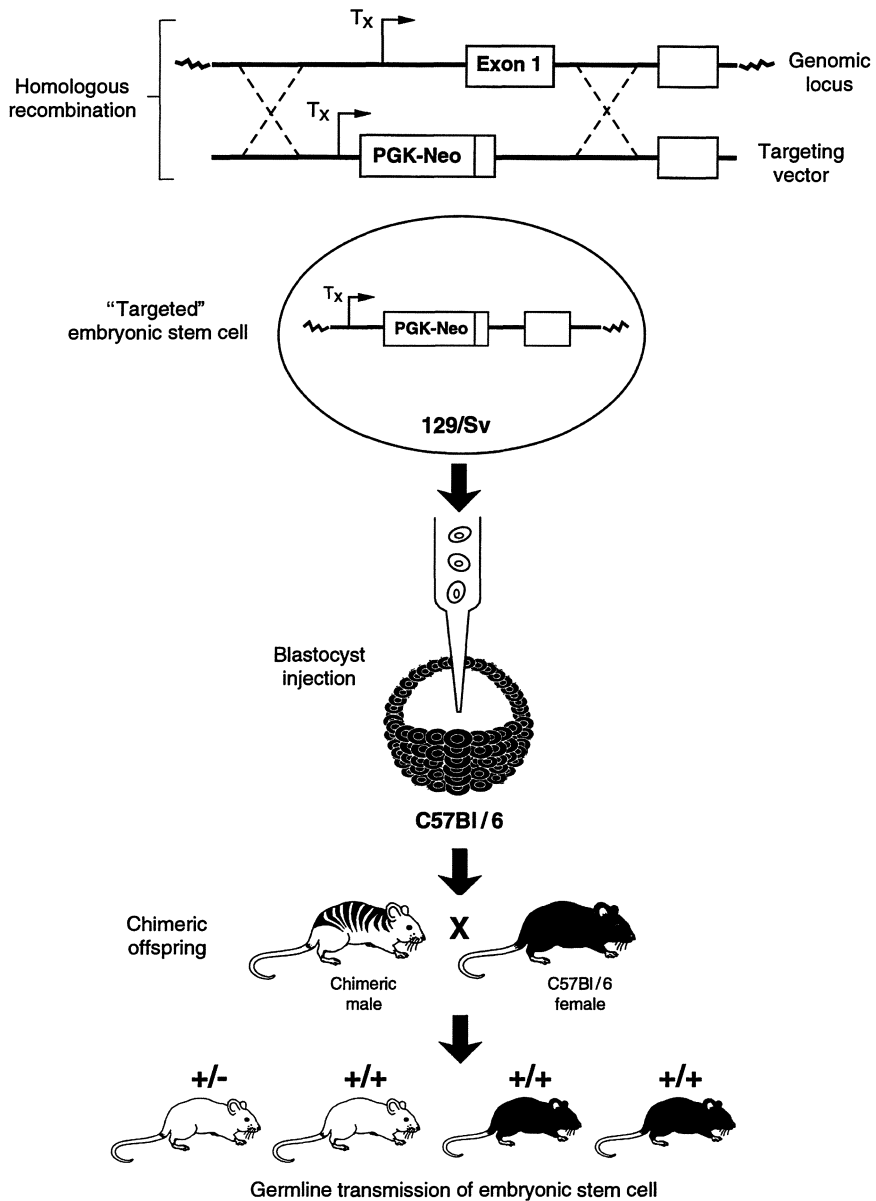 Tx
Homologous
recombination
Exon 1
Genomic
locus
Tx
PGK-Neo
Targeting
vector
"Targeted"
embryonic stem cell
Tx
PGK-Neo
129/Sv
Blastocyst
injection
C57Bl/6
Chimeric
offspring
X
Chimeric
male
C57Bl/6
female
+/- +/+ +/+ +/+
Germline transmission of embryonic stem cell